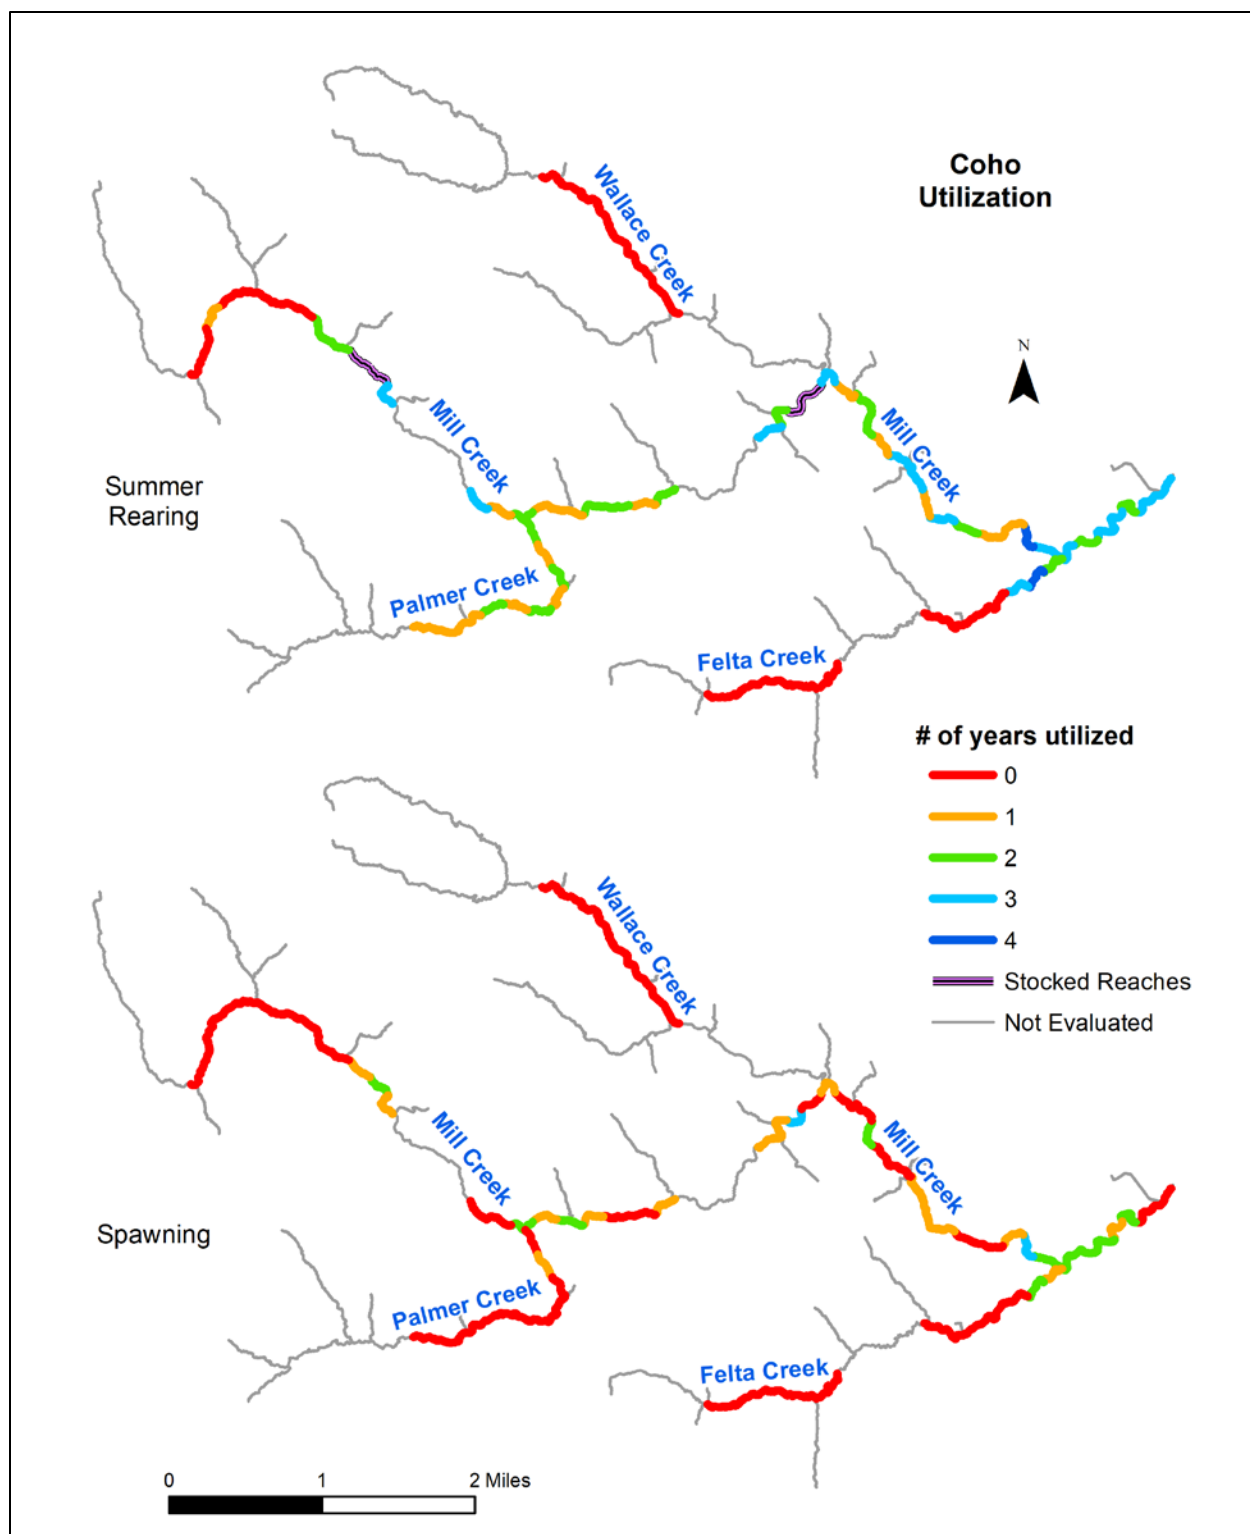 Coho
Utilization
Wallace Creek
N
Mill Creek
Mill Creek
Summer
Rearing
Palmer Creek
Felta Creek
# of years utilized
0
1
2
3
4
Stocked Reaches
Not Evaluated
Wallace Creek
Mill Creek
Mill Creek
Spawning
Palmer Creek
Felta Creek
0 1 2 Miles